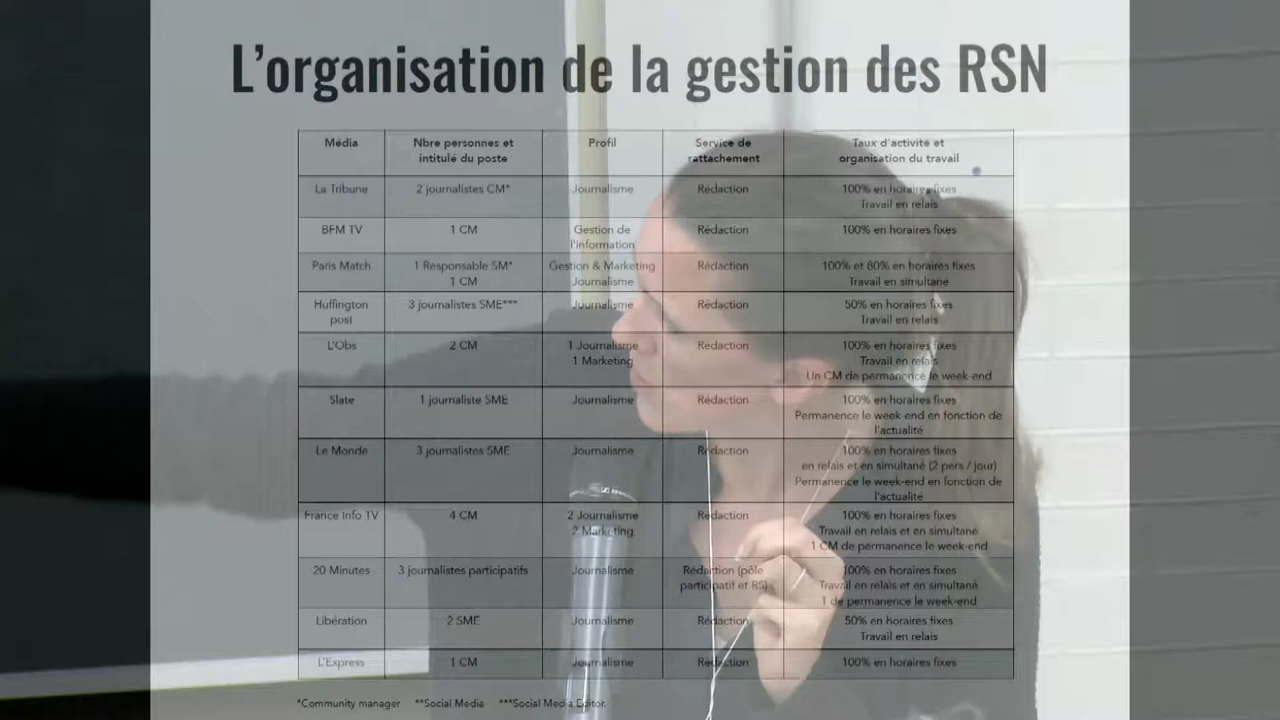 L'organisation de la gestion des RSN
Média Nbre personnes et intitulé du poste Profil Service de rattachement Taux d'activité et organisation du travail
La Tribune 2 journalistes CM* Journalisme Rédaction 100% en horaires fixes Travail en relais
BFM TV 1 CM Gestion de l'information Rédaction 100% en horaires fixes
Paris Match 1 Responsable SM* 1 CM Gestion & Marketing Journalisme Rédaction 100% et 80% en horaires fixes Travail en simultané
Huffington post 3 journalistes SME*** Journalisme Rédaction 50% en horaires fixes Travail en relais
L'Obs 2 CM 1 Journalisme 1 Marketing Rédaction 100% en horaires fixes Travail en relais Un CM de permanence le week-end
Slate 1 journaliste SME Journalisme Rédaction 100% en horaires fixes Permanence le week-end en fonction de l'actualité
Le Monde 3 journalistes SME Journalisme Rédaction 100% en horaires fixes en relais et en simultané (2 pers / jour) Permanence le week-end en fonction de l'actualité
France Info TV 4 CM 2 Journalisme 2 Marketing Rédaction 100% en horaires fixes Travail en relais et en simultané 1 CM de permanence le week-end
20 Minutes 3 journalistes participatifs Journalisme Rédaction (pôle participatif et RS) 100% en horaires fixes Travail en relais et en simultané 1 de permanence le week-end
Libération 2 SME Journalisme Rédaction 50% en horaires fixes Travail en relais
L'Express 1 CM Journalisme Rédaction 100% en horaires fixes
*Community manager **Social Media ***Social Media Editor.